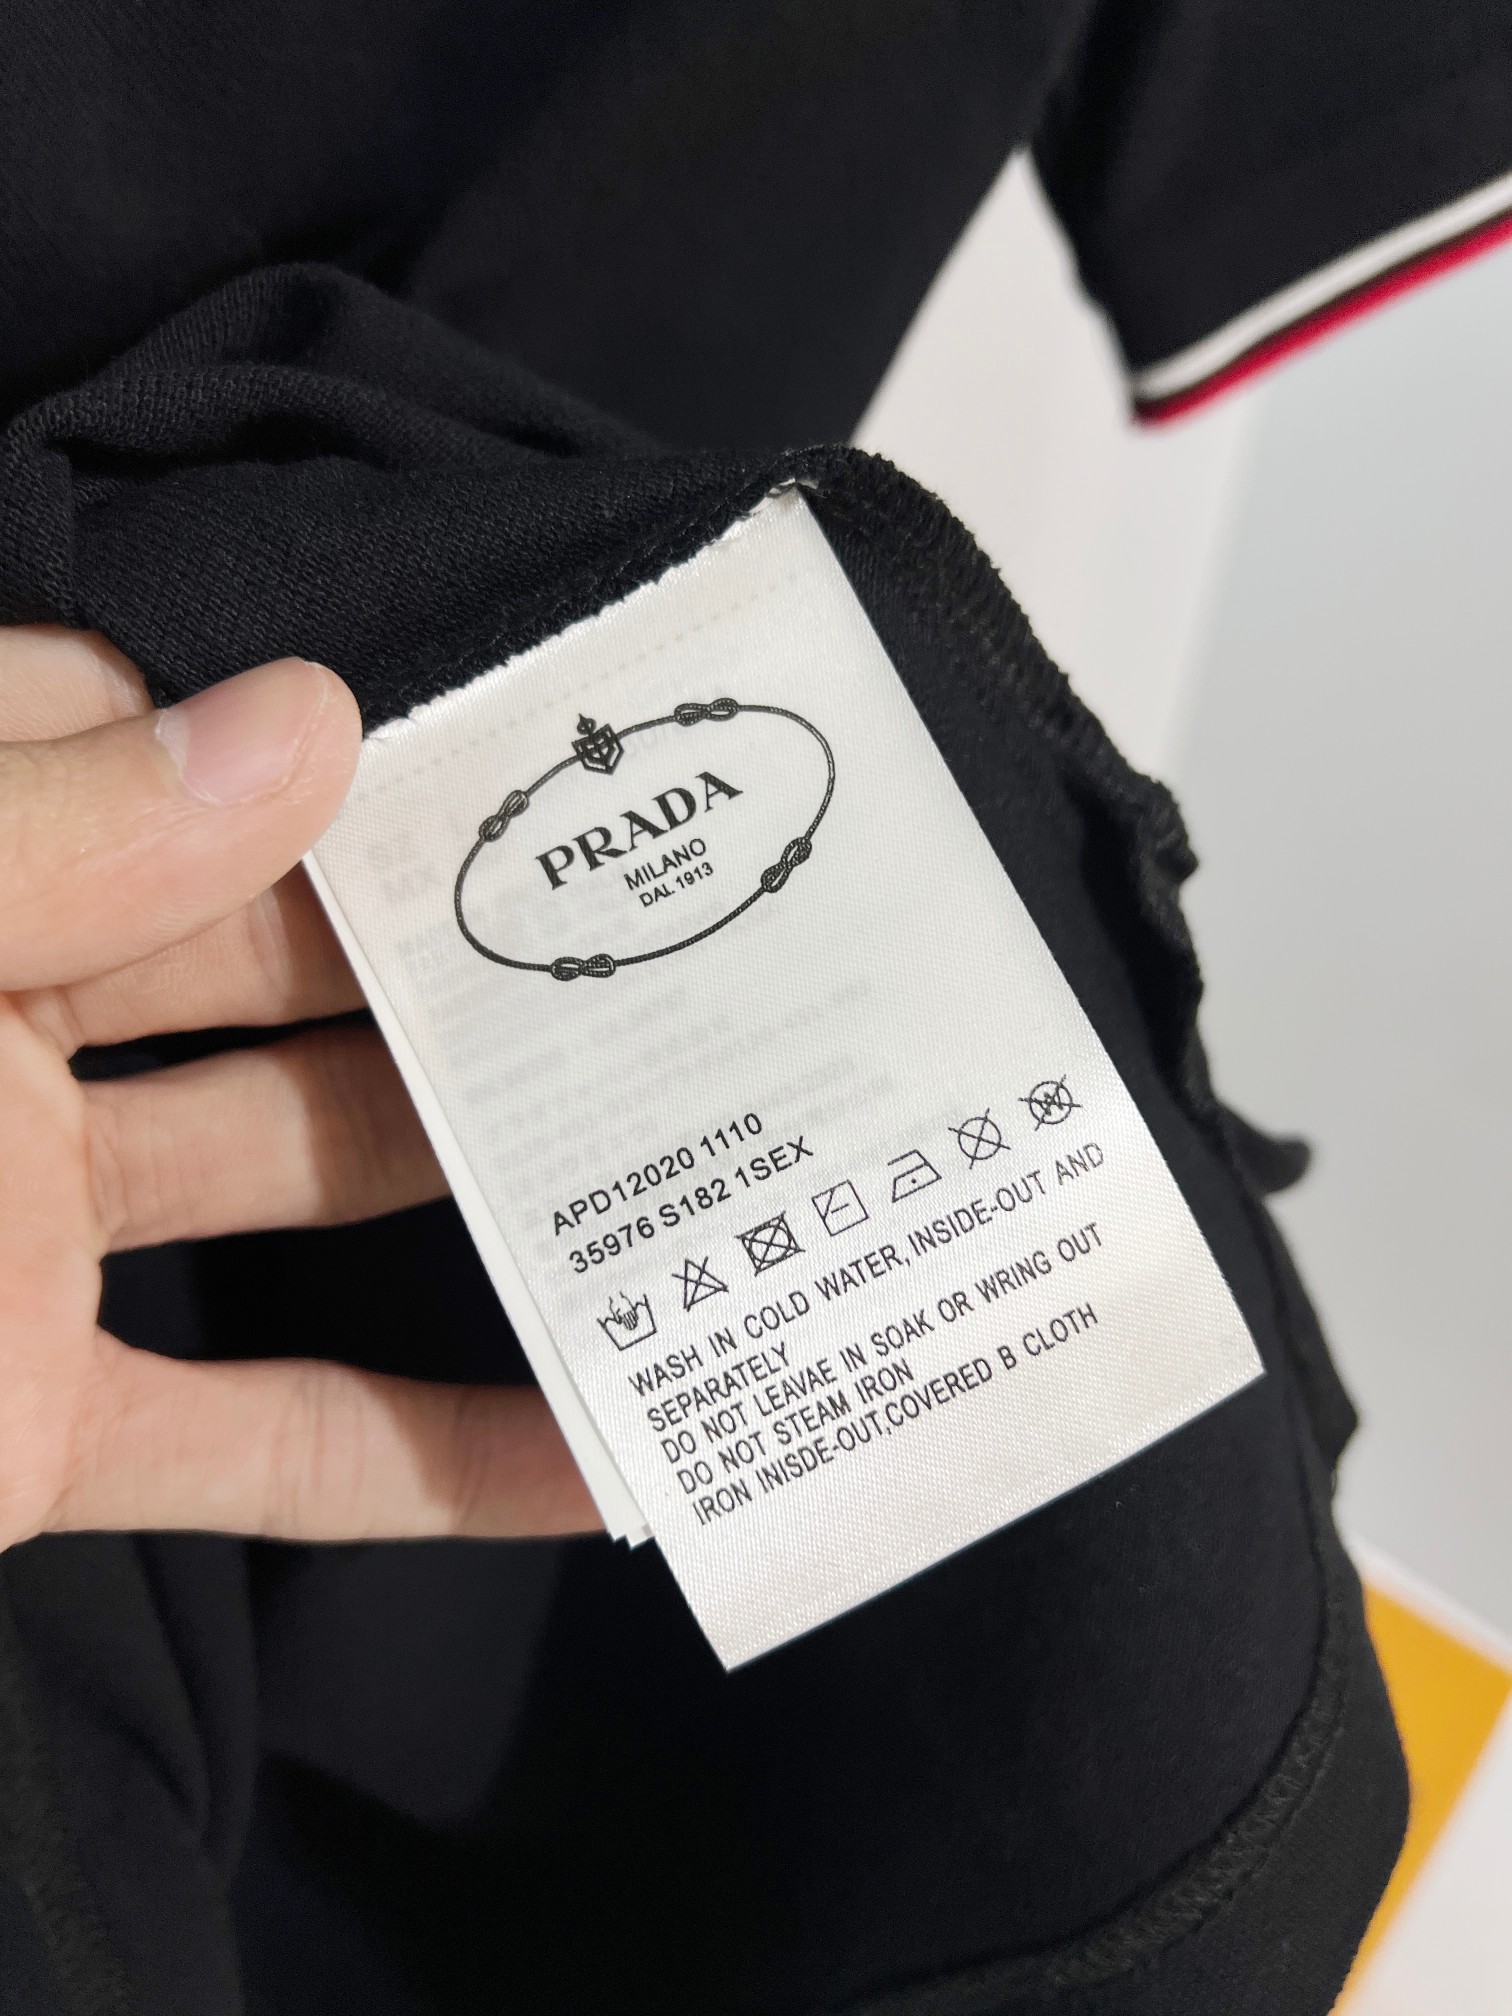 PRADA
MILANO
DAL 1913
APD12020 1110
35976 S182 1SEX
WASH IN COLD WATER, INSIDE-OUT AND
SEPARATELY
DO NOT LEAVAE IN SOAK OR WRING OUT
DO NOT STEAM IRON
IRON INISDE-OUT,COVERED B CLOTH